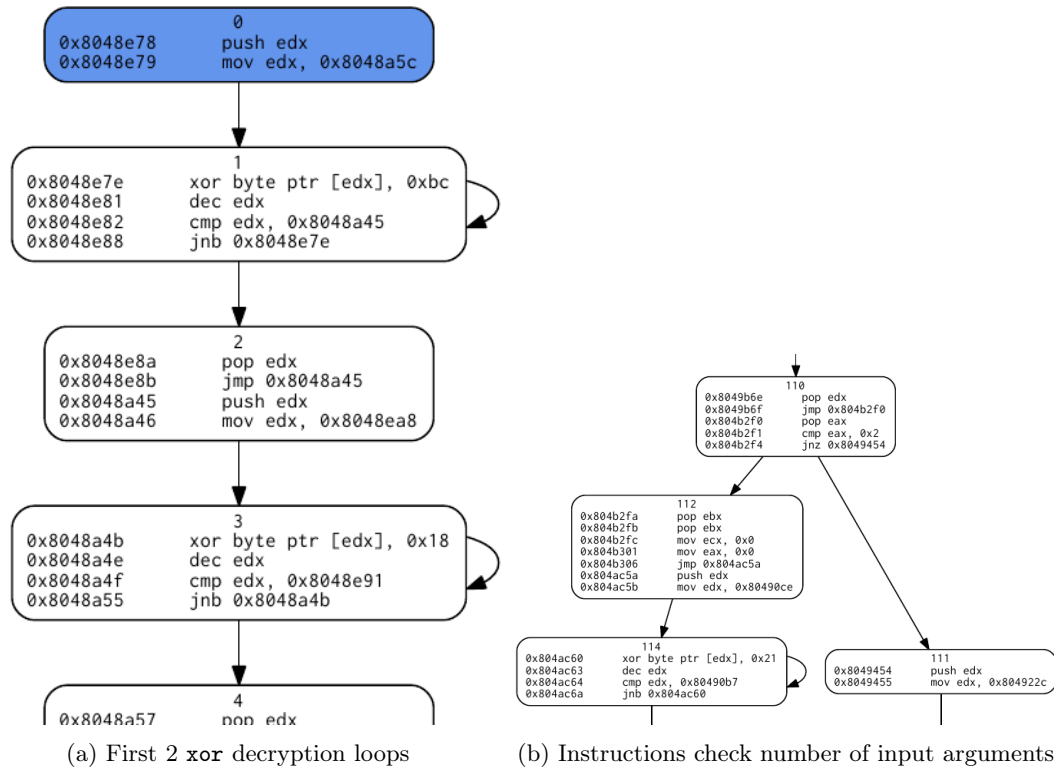 0
0x8048e78 push edx
0x8048e79 mov edx, 0x8048a5c
1
0x8048e7e xor byte ptr [edx], 0xbc
0x8048e81 dec edx
0x8048e82 cmp edx, 0x8048a45
0x8048e88 jnb 0x8048e7e
2
0x8048e8a pop edx
0x8048e8b jmp 0x8048a45
0x8048a45 push edx
0x8048a46 mov edx, 0x8048ea8
3
0x8048a4b xor byte ptr [edx], 0x18
0x8048a4e dec edx
0x8048a4f cmp edx, 0x8048e91
0x8048a55 jnb 0x8048a4b
4
0x8048a57 pop edx
(a) First 2 xor decryption loops
110
0x8049b6e pop edx
0x8049b6f jmp 0x804b2f0
0x804b2f0 pop eax
0x804b2f1 cmp eax, 0x2
0x804b2f4 jnz 0x8049454
112
0x804b2fa pop ebx
0x804b2fb pop ebx
0x804b2fc mov ecx, 0x0
0x804b301 mov eax, 0x0
0x804b306 jmp 0x804ac5a
0x804ac5a push edx
0x804ac5b mov edx, 0x80490ce
114
0x804ac60 xor byte ptr [edx], 0x21
0x804ac63 dec edx
0x804ac64 cmp edx, 0x80490b7
0x804ac6a jnb 0x804ac60
111
0x8049454 push edx
0x8049455 mov edx, 0x804922c
(b) Instructions check number of input arguments